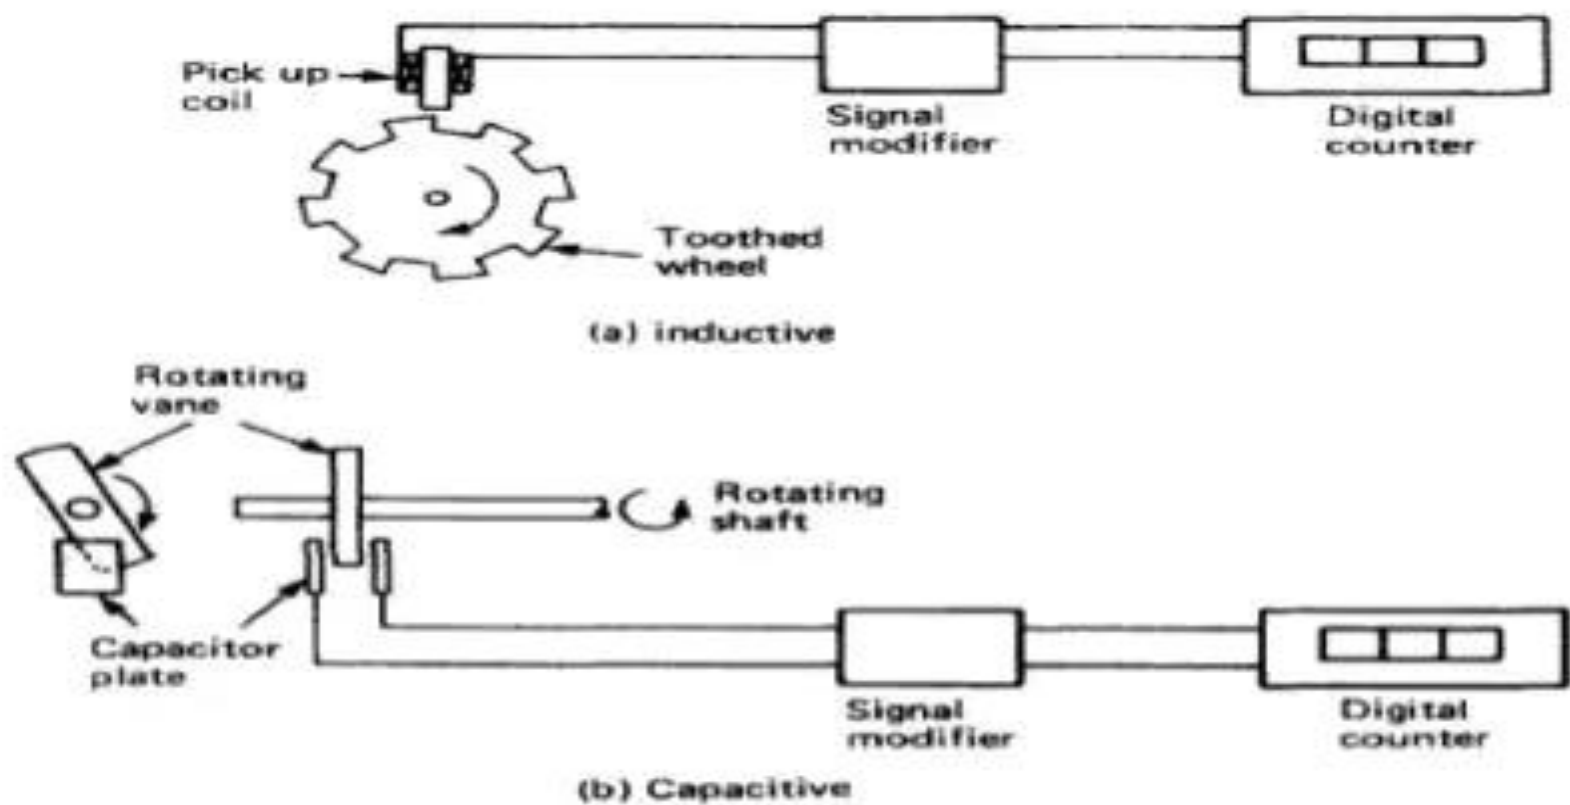 Pick up
coil
Signal
modifier
Digital
counter
Toothed
wheel
(a) inductive
Rotating
vane
Rotating
shaft
Capacitor
plate
Signal
modifier
Digital
counter
(b) Capacitive